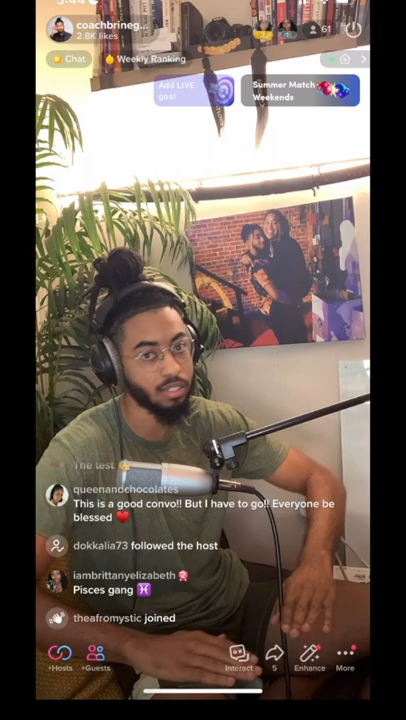 coachbrineg...
2.8K likes
61
Chat
Weekly Ranking
Add LIVE
goal
Summer Match
Weekends
The test
queenandchocolates
This is a good convo!! But I have to go!! Everyone be
blessed ❤️
dokkalia73 followed the host
iambrittanyelizabeth
Pisces gang ♓
theafromystic joined
+Hosts
+Guests
Interact
5
Enhance
More